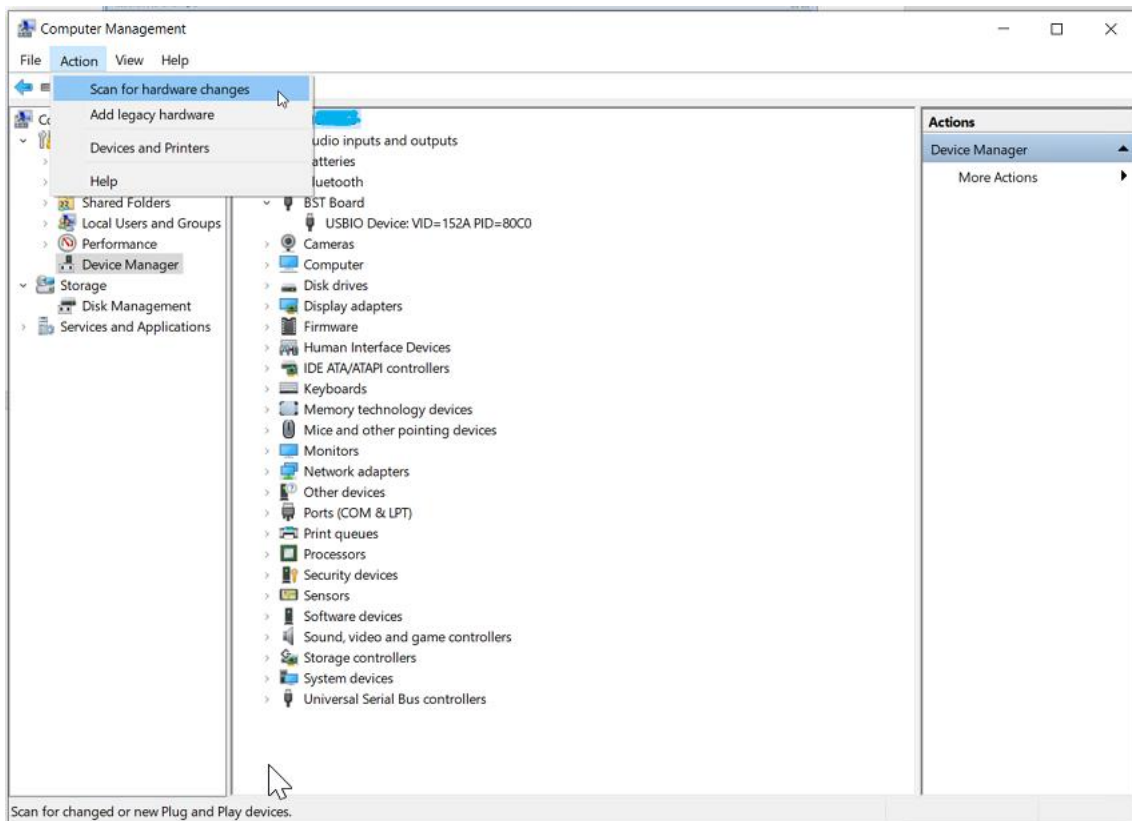 Computer Management
File Action View Help
Scan for hardware changes
Add legacy hardware
Devices and Printers
Help
Shared Folders
Local Users and Groups
Performance
Device Manager
Storage
Disk Management
Services and Applications
udio inputs and outputs
atteries
luetooth
BST Board
USBIO Device: VID=152A PID=80C0
Cameras
Computer
Disk drives
Display adapters
Firmware
Human Interface Devices
IDE ATA/ATAPI controllers
Keyboards
Memory technology devices
Mice and other pointing devices
Monitors
Network adapters
Other devices
Ports (COM & LPT)
Print queues
Processors
Security devices
Sensors
Software devices
Sound, video and game controllers
Storage controllers
System devices
Universal Serial Bus controllers
Actions
Device Manager
More Actions
Scan for changed or new Plug and Play devices.